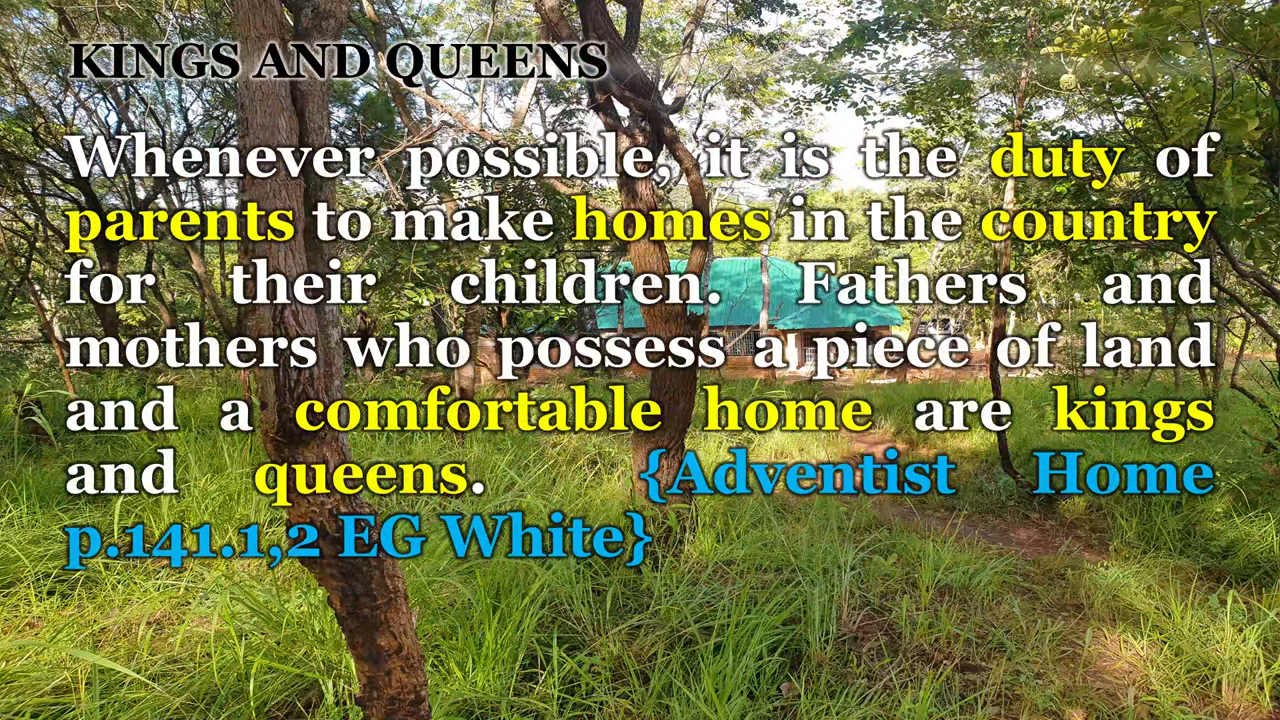 KINGS AND QUEENS
Whenever possible, it is the duty of
parents to make homes in the country
for their children. Fathers and
mothers who possess a piece of land
and a comfortable home are kings
and queens. {Adventist Home
p.141.1,2 EG White}